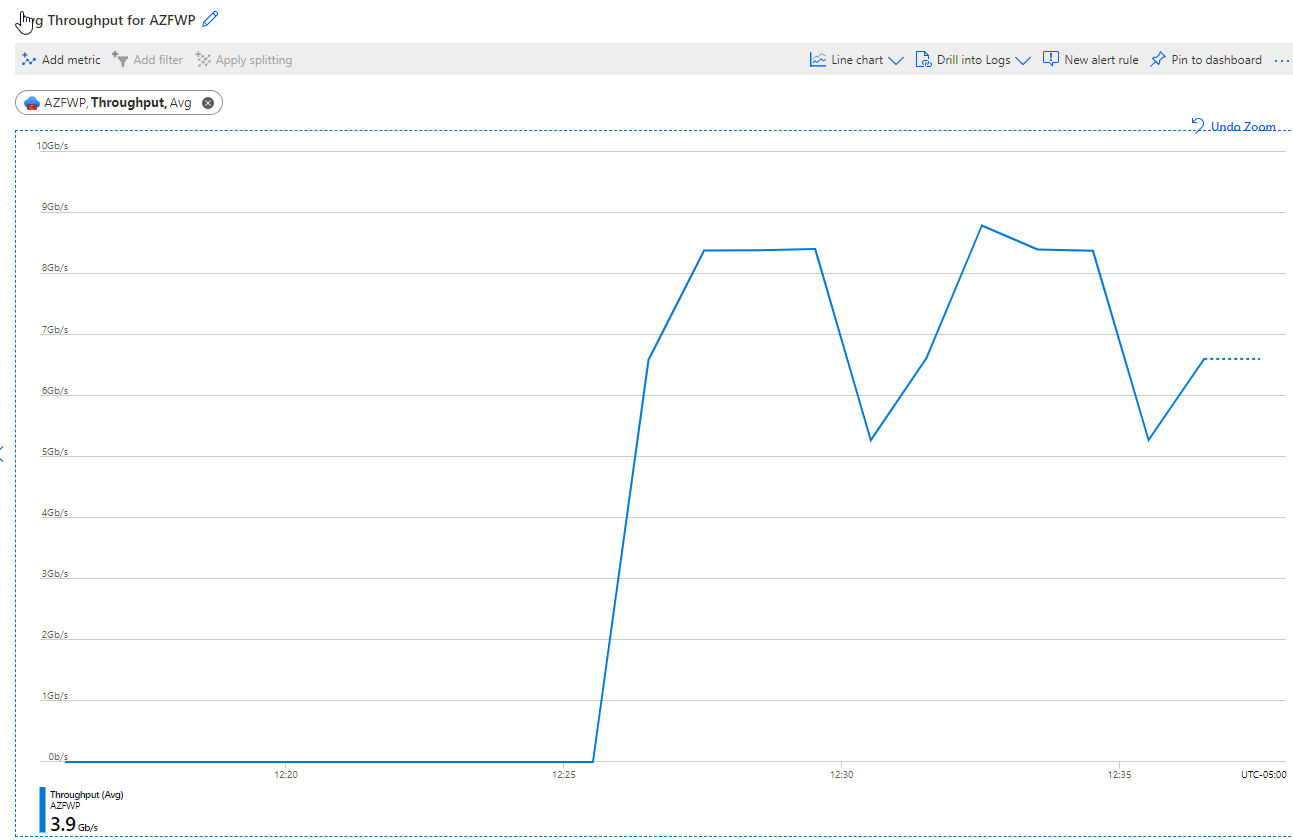 g Throughput for AZFWP
Add metric Add filter Apply splitting Line chart Drill into Logs New alert rule Pin to dashboard ...
AZFWP, Throughput, Avg
Undo Zoom
10Gb/s
9Gb/s
8Gb/s
7Gb/s
6Gb/s
5Gb/s
4Gb/s
3Gb/s
2Gb/s
1Gb/s
0b/s
12:20 12:25 12:30 12:35 UTC-05:00
Throughput (Avg)
AZFWP
3.9 Gb/s